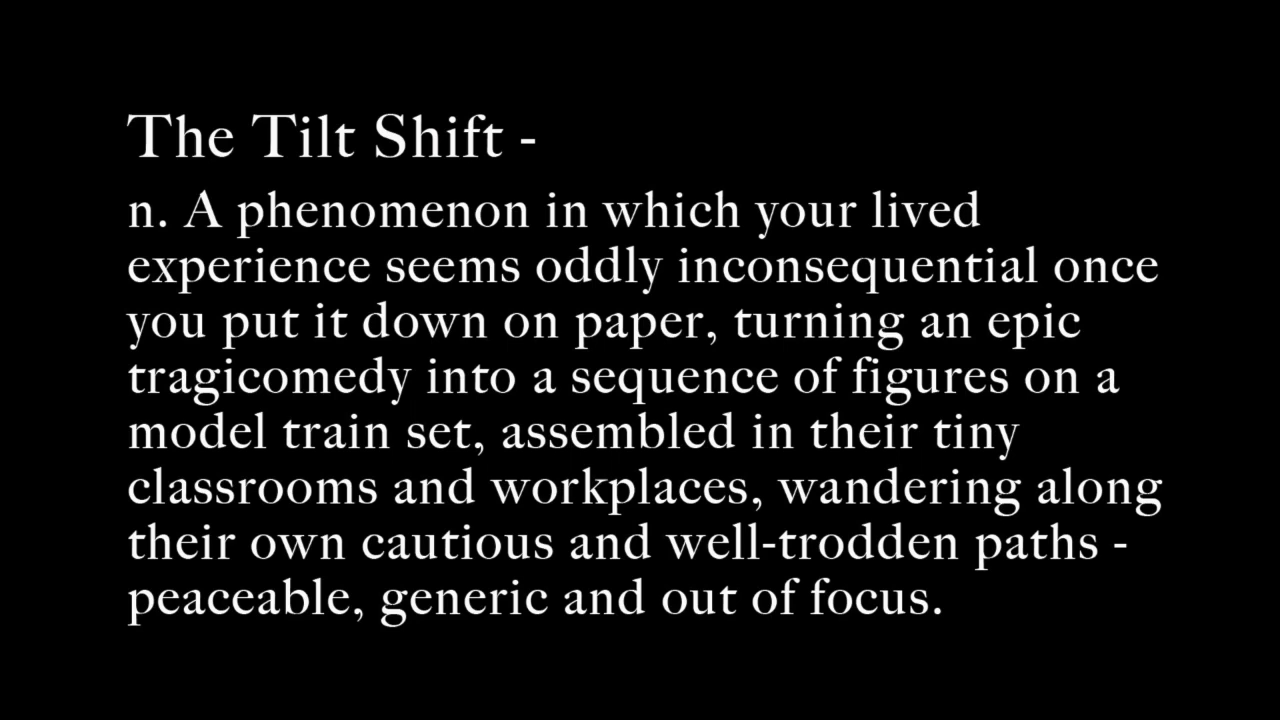 The Tilt Shift -
n. A phenomenon in which your lived
experience seems oddly inconsequential once
you put it down on paper, turning an epic
tragicomedy into a sequence of figures on a
model train set, assembled in their tiny
classrooms and workplaces, wandering along
their own cautious and well-trodden paths -
peaceable, generic and out of focus.